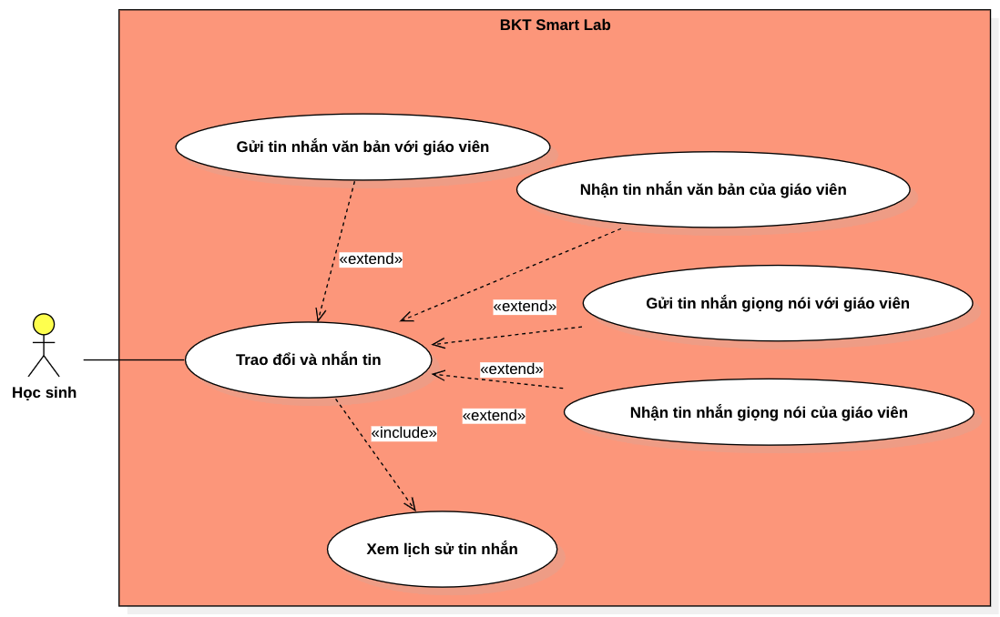 BKT Smart Lab
Gửi tin nhắn văn bản với giáo viên
Nhận tin nhắn văn bản của giáo viên
«extend»
«extend»
Gửi tin nhắn giọng nói với giáo viên
Trao đổi và nhắn tin
«extend»
Học sinh
«extend»
Nhận tin nhắn giọng nói của giáo viên
«include»
Xem lịch sử tin nhắn